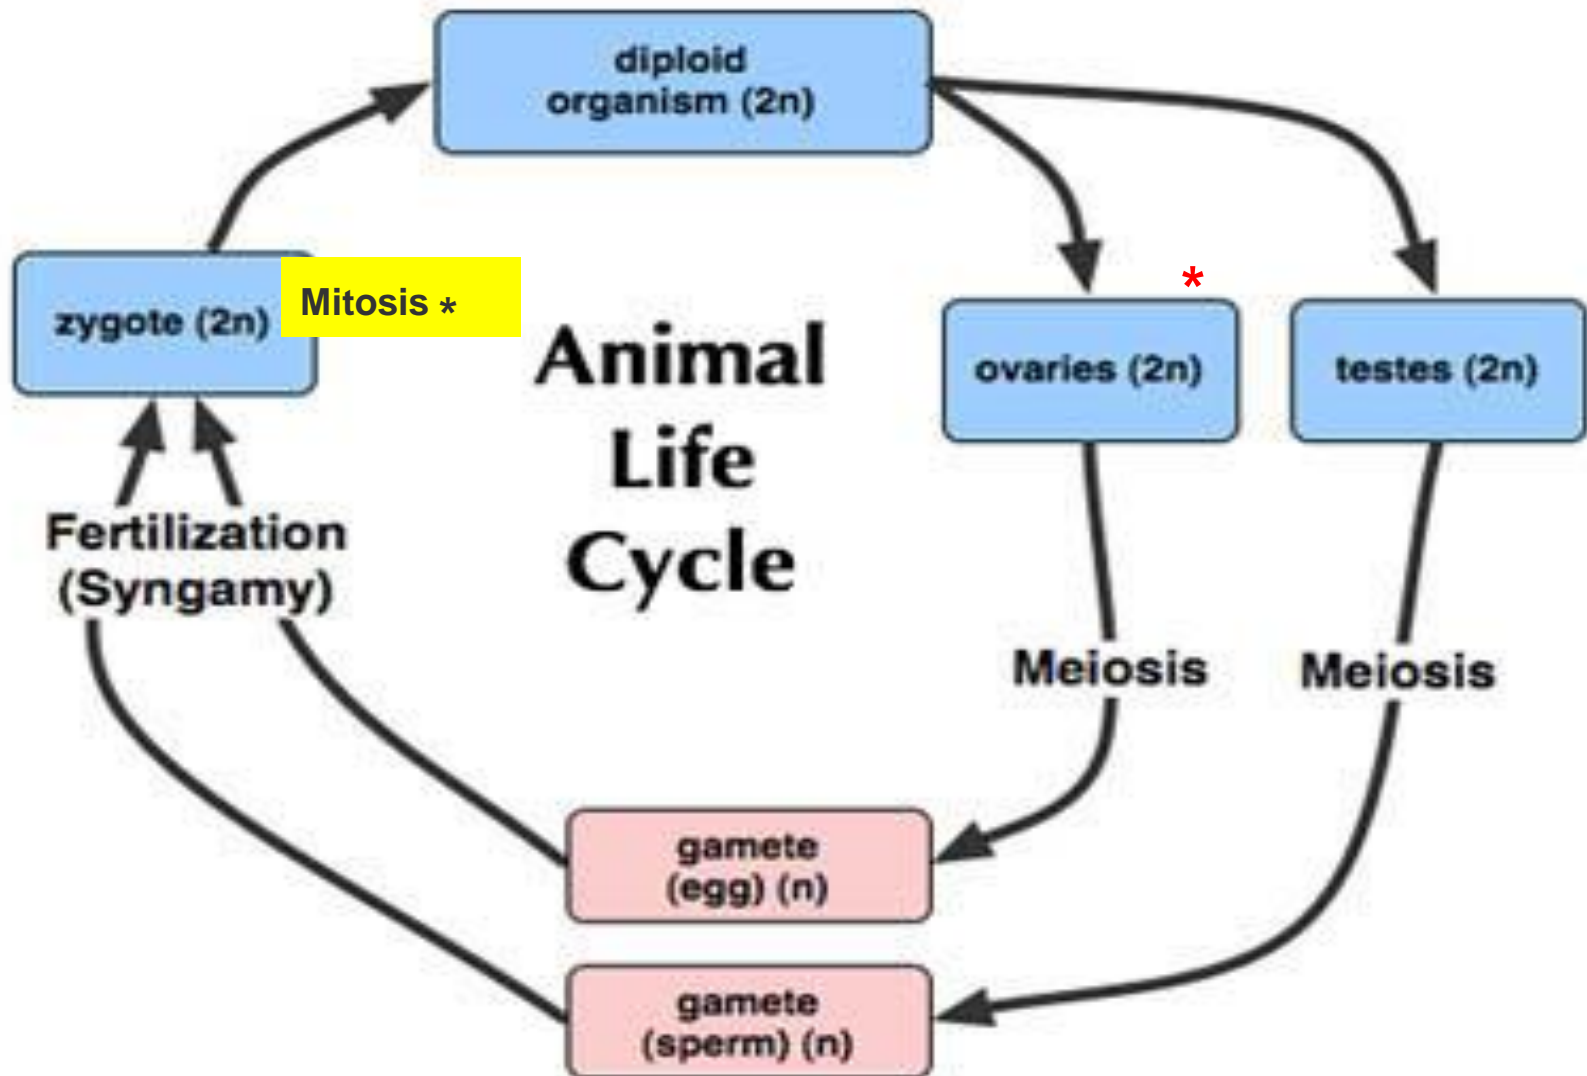 diploid
organism (2n)
zygote (2n)
Mitosis *
*
ovaries (2n)
testes (2n)
Animal
Life
Cycle
Fertilization
(Syngamy)
Meiosis
Meiosis
gamete
(egg) (n)
gamete
(sperm) (n)